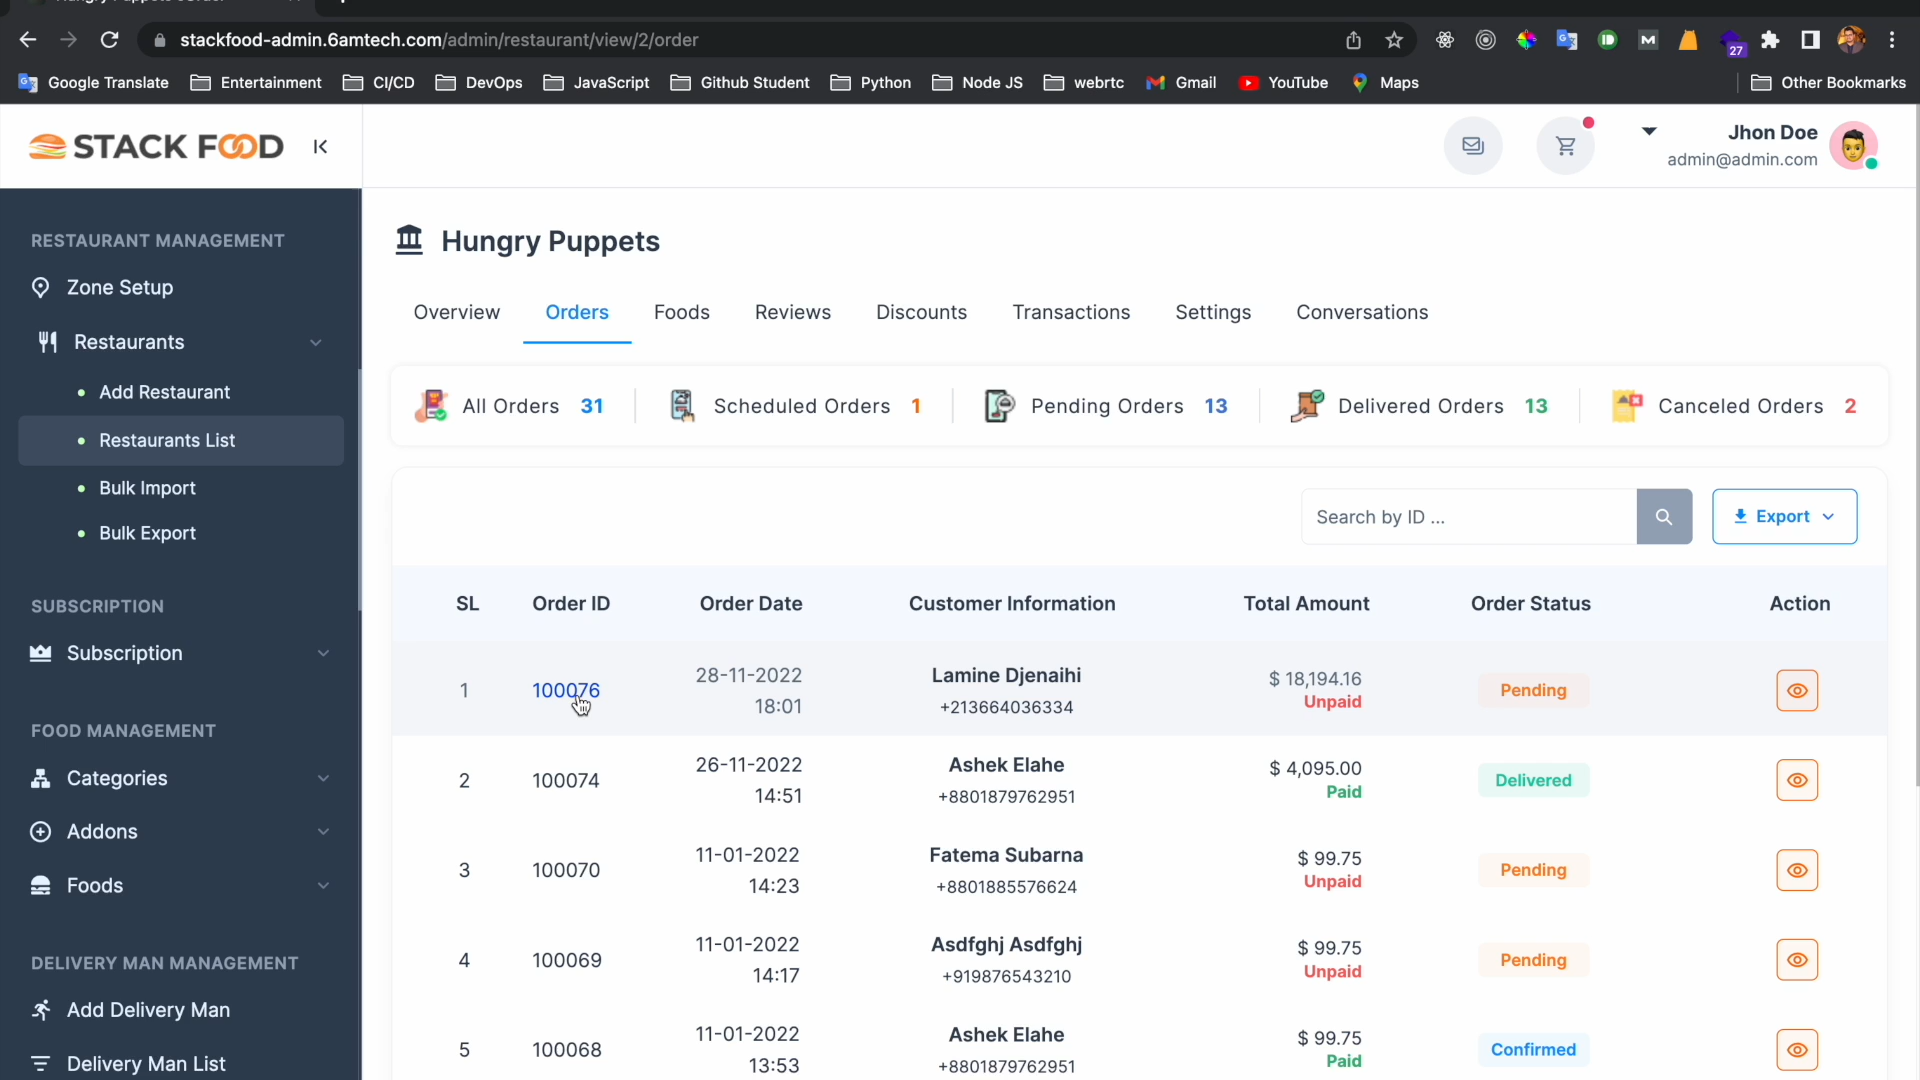 stackfood-admin.6amtech.com/admin/restaurant/view/2/order
27
Google Translate Entertainment CI/CD DevOps JavaScript Github Student Python Node JS webrtc Gmail YouTube Maps Other Bookmarks
STACK FOOD
Jhon Doe
admin@admin.com
RESTAURANT MANAGEMENT
Zone Setup
Restaurants
Add Restaurant
Restaurants List
Bulk Import
Bulk Export
SUBSCRIPTION
Subscription
FOOD MANAGEMENT
Categories
Addons
Foods
DELIVERY MAN MANAGEMENT
Add Delivery Man
Delivery Man List
Hungry Puppets
Overview Orders Foods Reviews Discounts Transactions Settings Conversations
All Orders 31 Scheduled Orders 1 Pending Orders 13 Delivered Orders 13 Canceled Orders 2
Search by ID ... Export
SL Order ID Order Date Customer Information Total Amount Order Status Action
1 100076 28-11-2022 18:01 Lamine Djenaihi +213664036334 $ 18,194.16 Unpaid Pending
2 100074 26-11-2022 14:51 Ashek Elahe +8801879762951 $ 4,095.00 Paid Delivered
3 100070 11-01-2022 14:23 Fatema Subarna +8801885576624 $ 99.75 Unpaid Pending
4 100069 11-01-2022 14:17 Asdfghj Asdfghj +919876543210 $ 99.75 Unpaid Pending
5 100068 11-01-2022 13:53 Ashek Elahe +8801879762951 $ 99.75 Paid Confirmed